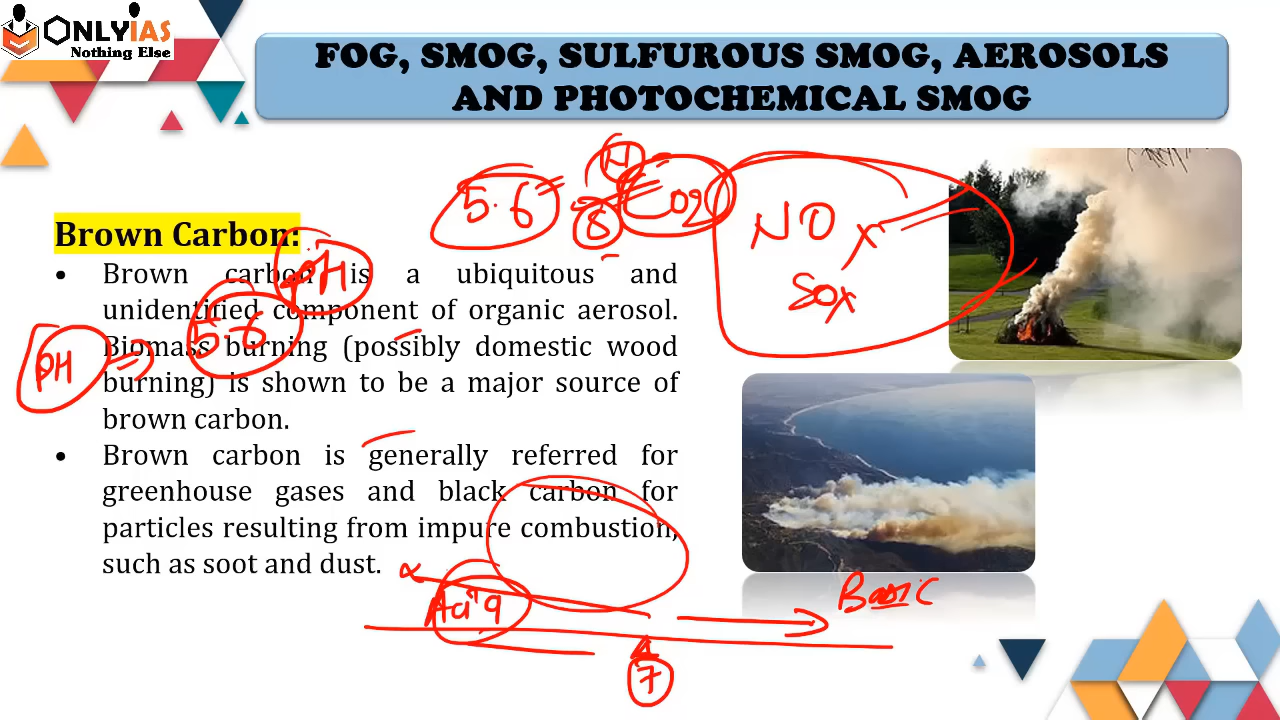 ONLYIAS
Nothing Else
FOG, SMOG, SULFUROUS SMOG, AEROSOLS
AND PHOTOCHEMICAL SMOG
5.6
CO2
NO
x
SOx
Brown Carbon:
• Brown carbon is a ubiquitous and
unidentified component of organic aerosol.
Biomass burning (possibly domestic wood
burning) is shown to be a major source of
brown carbon.
pH
5.6
pH
• Brown carbon is generally referred for
greenhouse gases and black carbon for
particles resulting from impure combustion,
such as soot and dust.
Basic
7